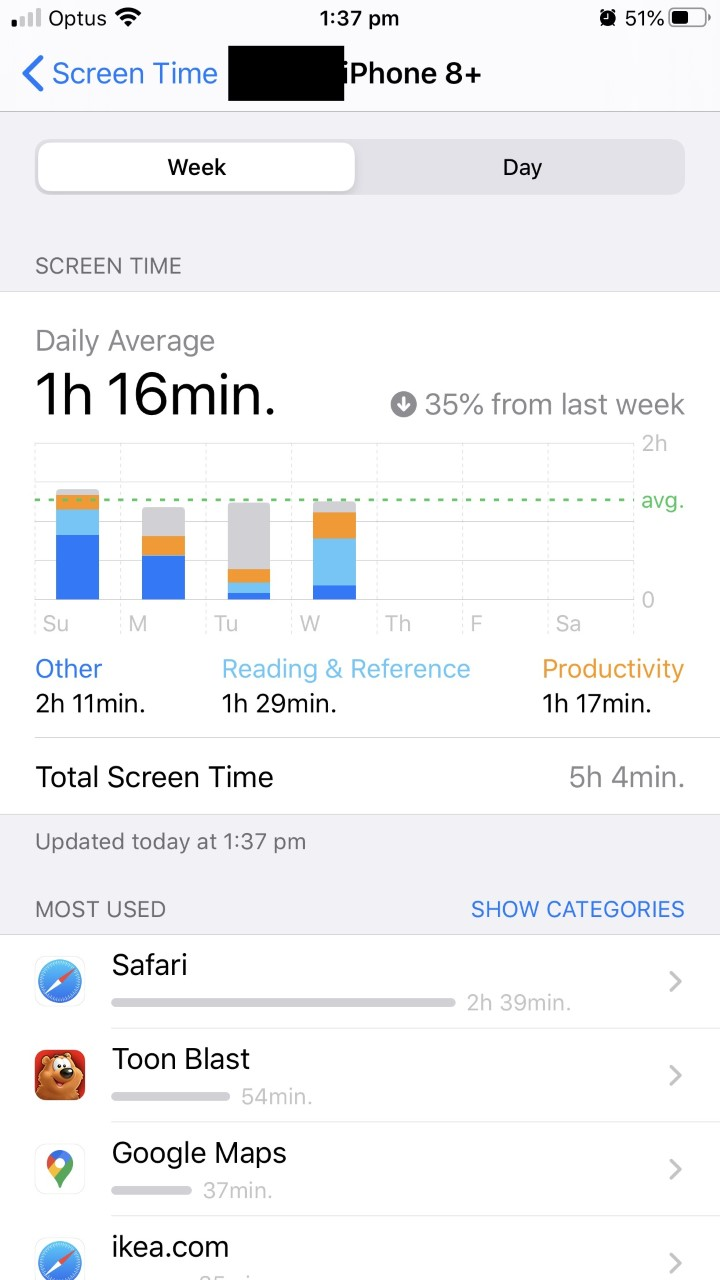 Optus 1:37 pm 51%
Screen Time iPhone 8+
Week Day
SCREEN TIME
Daily Average
1h 16min. 35% from last week
2h
avg.
0
Su M Tu W Th F Sa
Other Reading & Reference Productivity
2h 11min. 1h 29min. 1h 17min.
Total Screen Time 5h 4min.
Updated today at 1:37 pm
MOST USED SHOW CATEGORIES
Safari
2h 39min.
Toon Blast
54min.
Google Maps
37min.
ikea.com